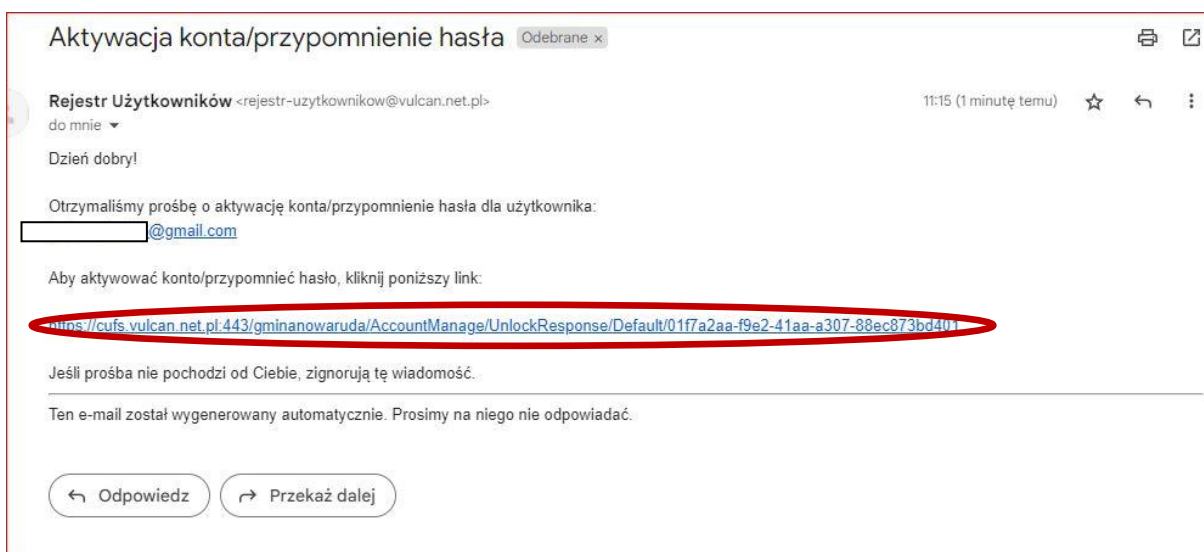 Aktywacja konta/przypomnienie hasła Odebrane ×
Rejestr Użytkowników <rejestr-uzytkownikow@vulcan.net.pl> 11:15 (1 minutę temu)
do mnie
Dzień dobry!
Otrzymaliśmy prośbę o aktywację konta/przypomnienie hasła dla użytkownika:
@gmail.com
Aby aktywować konto/przypomnieć hasło, kliknij poniższy link:
https://cufs.vulcan.net.pl:443/gminanowaruda/AccountManage/UnlockResponse/Default/01f7a2aa-f9e2-41aa-a307-88ec873bd401
Jeśli prośba nie pochodzi od Ciebie, zignorują tę wiadomość.
Ten e-mail został wygenerowany automatycznie. Prosimy na niego nie odpowiadać.
Odpowiedz Przekaż dalej